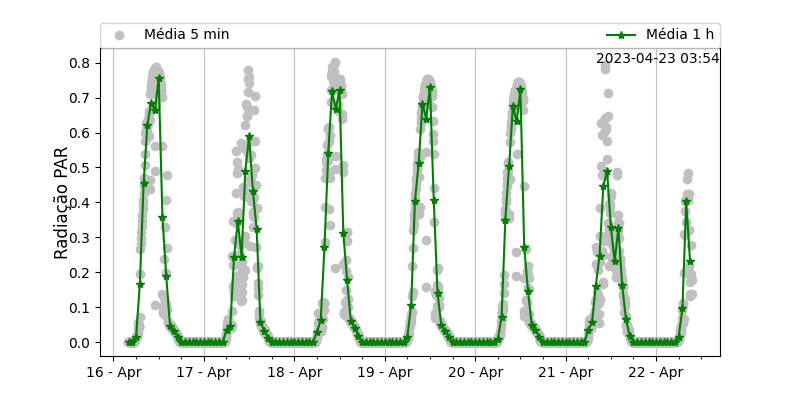 Média 5 min
Média 1 h
2023-04-23 03:54
Radiação PAR
0.8
0.7
0.6
0.5
0.4
0.3
0.2
0.1
0.0
16 - Apr
17 - Apr
18 - Apr
19 - Apr
20 - Apr
21 - Apr
22 - Apr